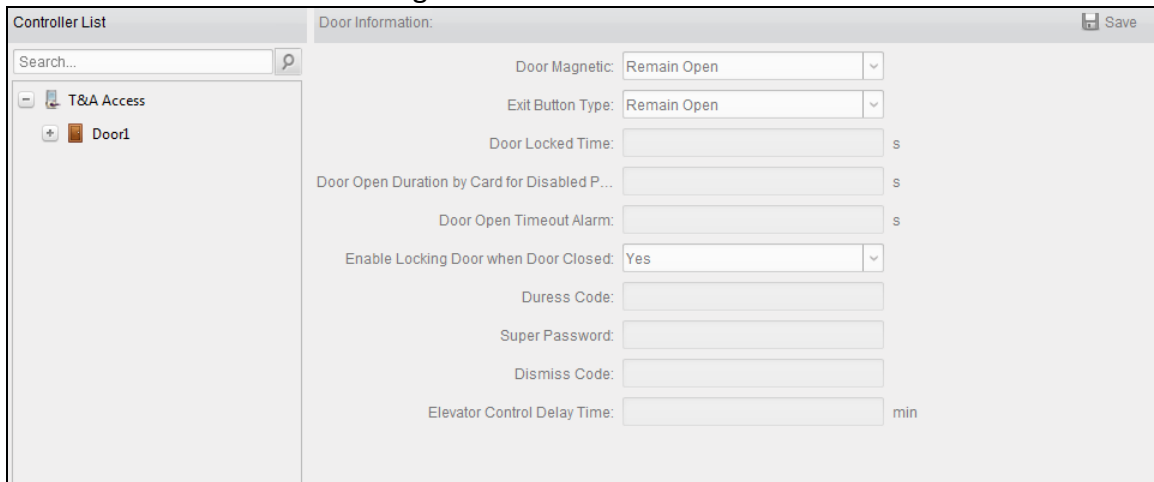 Controller List
Door Information:
Save
Search...
T&A Access
Door1
Door Magnetic: Remain Open
Exit Button Type: Remain Open
Door Locked Time: s
Door Open Duration by Card for Disabled P... s
Door Open Timeout Alarm: s
Enable Locking Door when Door Closed: Yes
Duress Code:
Super Password:
Dismiss Code:
Elevator Control Delay Time: min